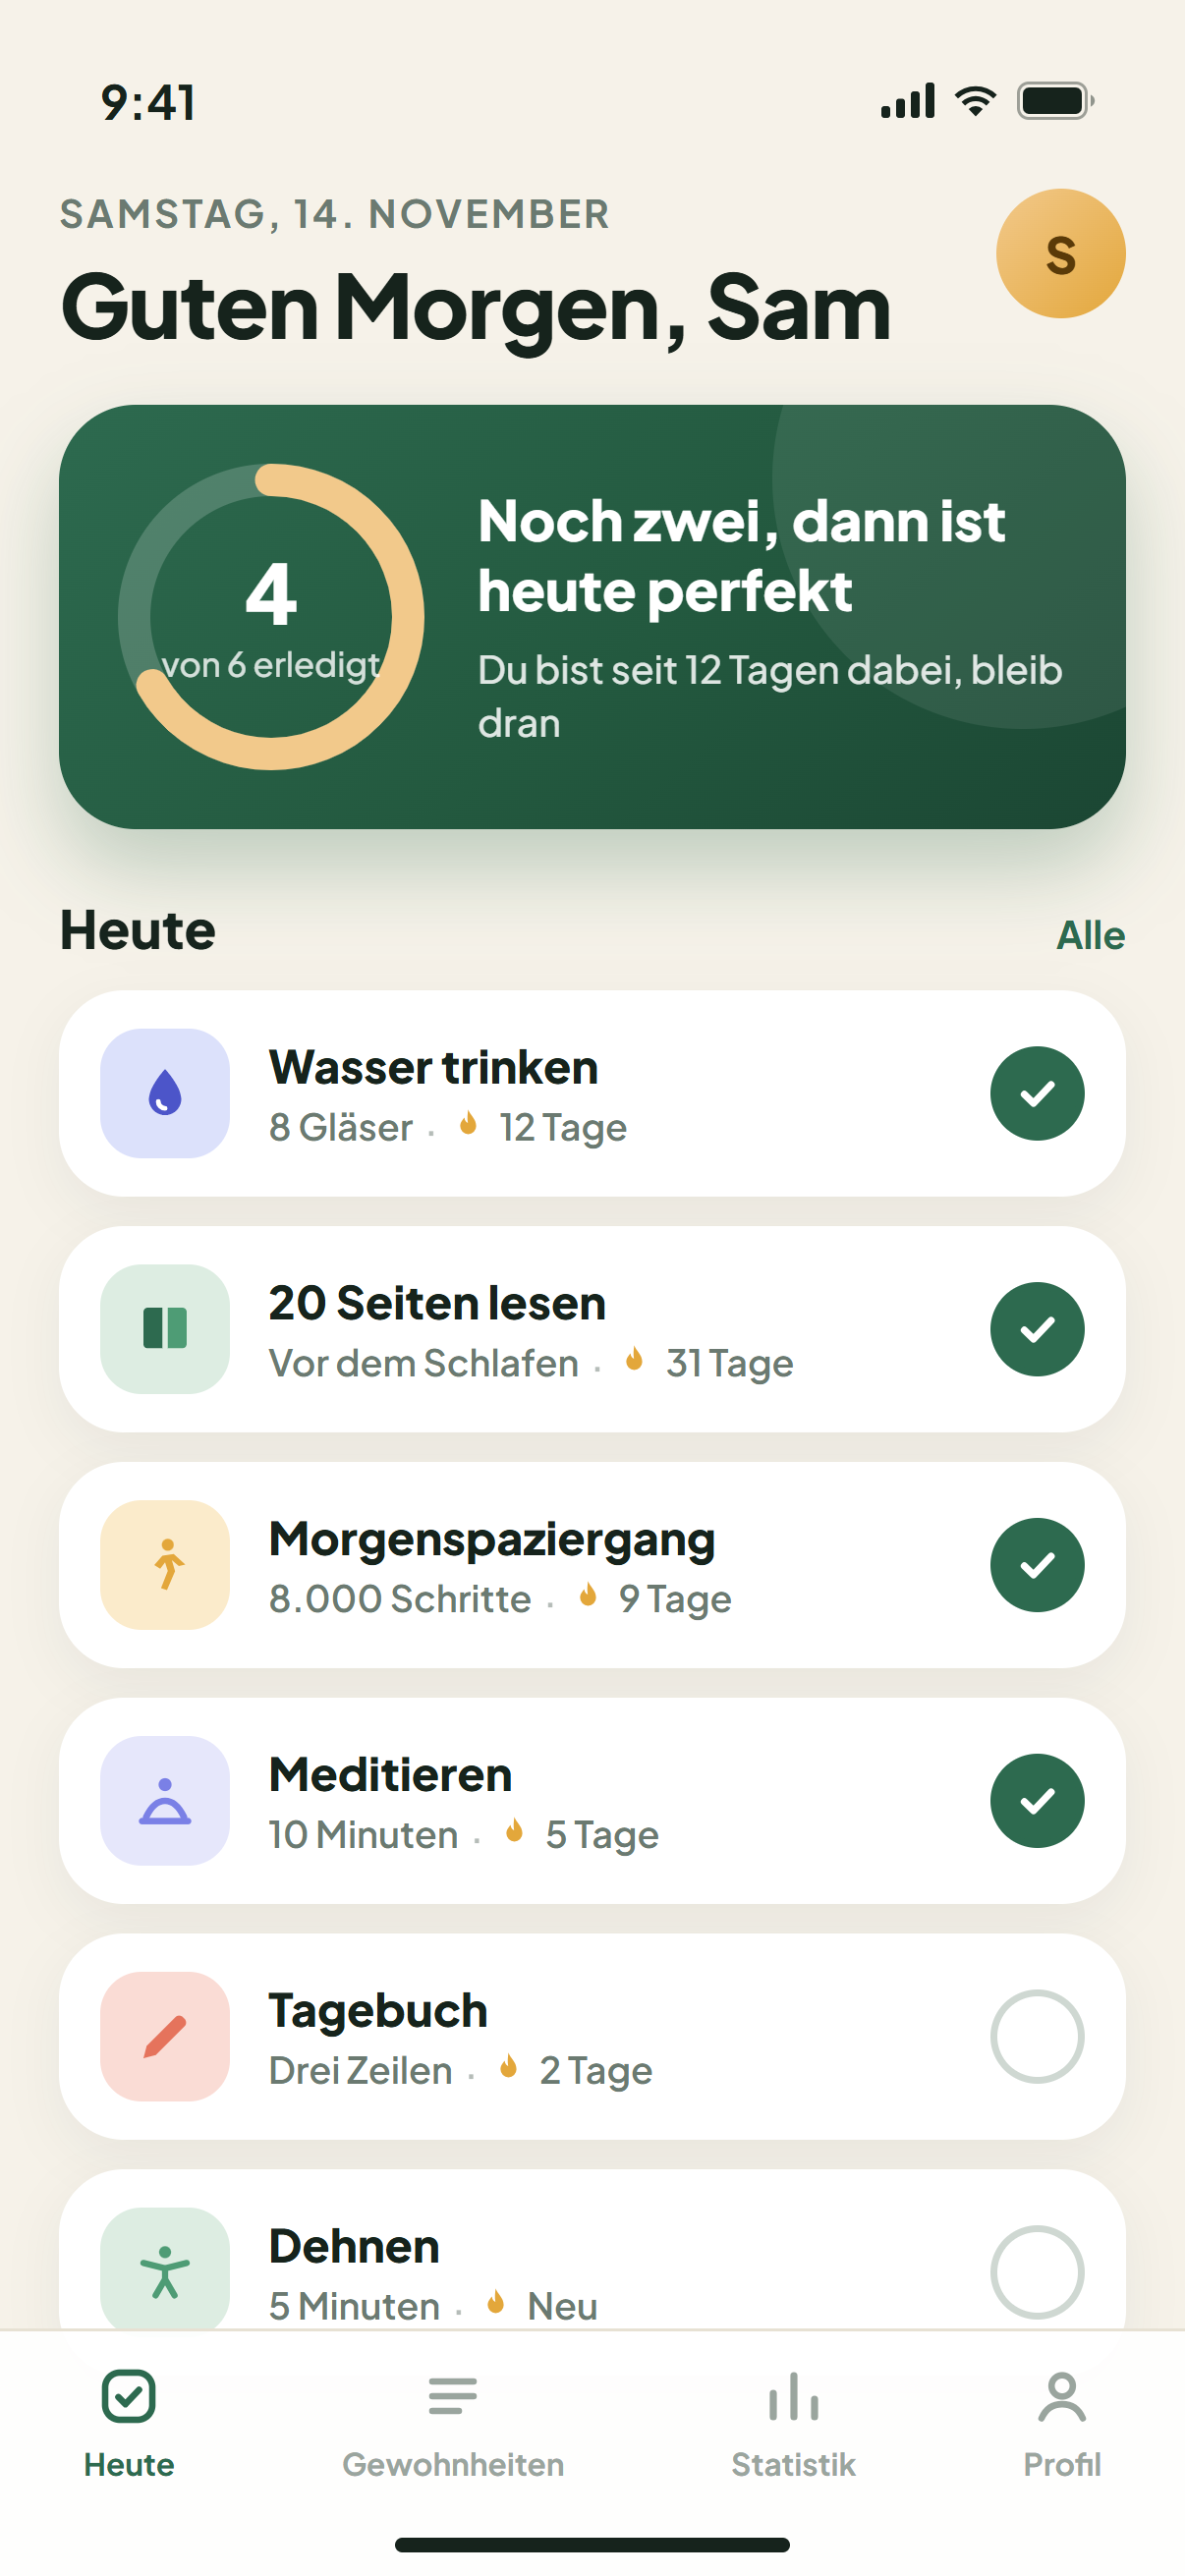 9:41
SAMSTAG, 14. NOVEMBER
Guten Morgen, Sam
S
4
von 6 erledigt
Noch zwei, dann ist
heute perfekt
Du bist seit 12 Tagen dabei, bleib
dran
Heute
Alle
Wasser trinken
8 Gläser · 12 Tage
20 Seiten lesen
Vor dem Schlafen · 31 Tage
Morgenspaziergang
8.000 Schritte · 9 Tage
Meditieren
10 Minuten · 5 Tage
Tagebuch
Drei Zeilen · 2 Tage
Dehnen
5 Minuten · Neu
Heute
Gewohnheiten
Statistik
Profil